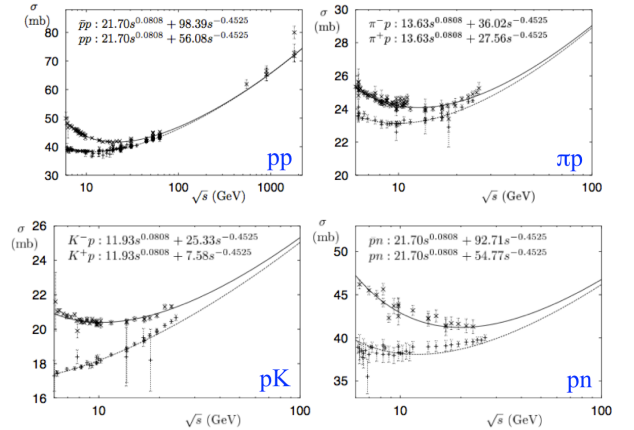 σ
(mb)
80
70
60
50
40
30
p̄p : 21.70s^0.0808 + 98.39s^−0.4525
pp : 21.70s^0.0808 + 56.08s^−0.4525
pp
10 100 1000
√s (GeV)
σ
(mb)
30
28
26
24
22
20
π⁻p : 13.63s^0.0808 + 36.02s^−0.4525
π⁺p : 13.63s^0.0808 + 27.56s^−0.4525
πp
10 100
√s (GeV)
σ
(mb)
26
24
22
20
18
16
K⁻p : 11.93s^0.0808 + 25.33s^−0.4525
K⁺p : 11.93s^0.0808 + 7.58s^−0.4525
pK
10 100
√s (GeV)
σ
(mb)
50
45
40
35
pn : 21.70s^0.0808 + 92.71s^−0.4525
pn : 21.70s^0.0808 + 54.77s^−0.4525
pn
10 100
√s (GeV)